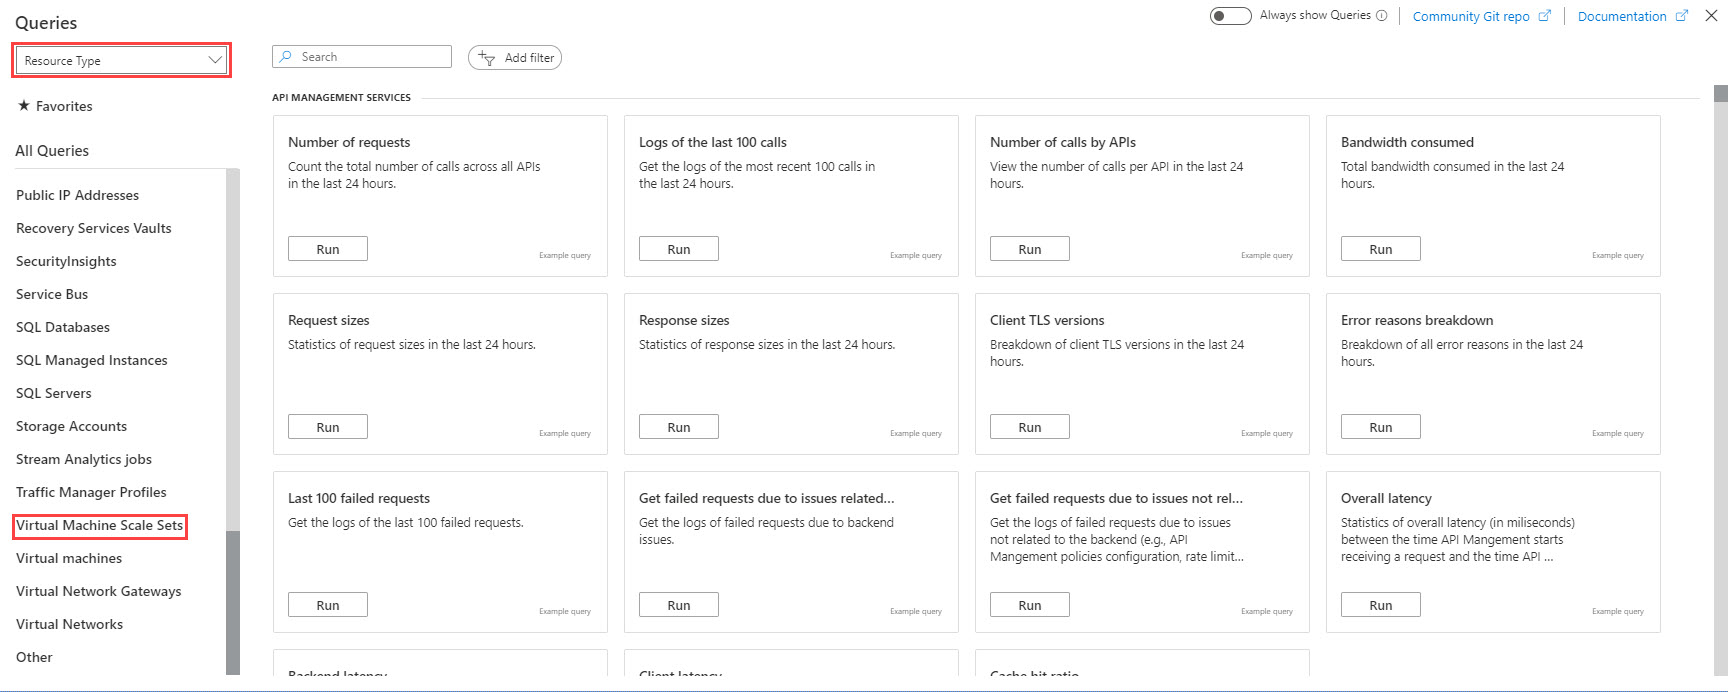 Queries
Always show Queries
Community Git repo
Documentation
Resource Type
Search
Add filter
Favorites
All Queries
Public IP Addresses
Recovery Services Vaults
SecurityInsights
Service Bus
SQL Databases
SQL Managed Instances
SQL Servers
Storage Accounts
Stream Analytics jobs
Traffic Manager Profiles
Virtual Machine Scale Sets
Virtual machines
Virtual Network Gateways
Virtual Networks
Other
API MANAGEMENT SERVICES
Number of requests
Count the total number of calls across all APIs
in the last 24 hours.
Run
Example query
Logs of the last 100 calls
Get the logs of the most recent 100 calls in
the last 24 hours.
Run
Example query
Number of calls by APIs
View the number of calls per API in the last 24
hours.
Run
Example query
Bandwidth consumed
Total bandwidth consumed in the last 24
hours.
Run
Example query
Request sizes
Statistics of request sizes in the last 24 hours.
Run
Example query
Response sizes
Statistics of response sizes in the last 24 hours.
Run
Example query
Client TLS versions
Breakdown of client TLS versions in the last 24
hours.
Run
Example query
Error reasons breakdown
Breakdown of all error reasons in the last 24
hours.
Run
Example query
Last 100 failed requests
Get the logs of the last 100 failed requests.
Run
Example query
Get failed requests due to issues related...
Get the logs of failed requests due to backend
issues.
Run
Example query
Get failed requests due to issues not rel...
Get the logs of failed requests due to issues
not related to the backend (e.g., API
Mangement policies configuration, rate limit...
Run
Example query
Overall latency
Statistics of overall latency (in miliseconds)
between the time API Mangement starts
receiving a request and the time API ...
Run
Example query
Backend latency
Client latency
Cache hit ratio